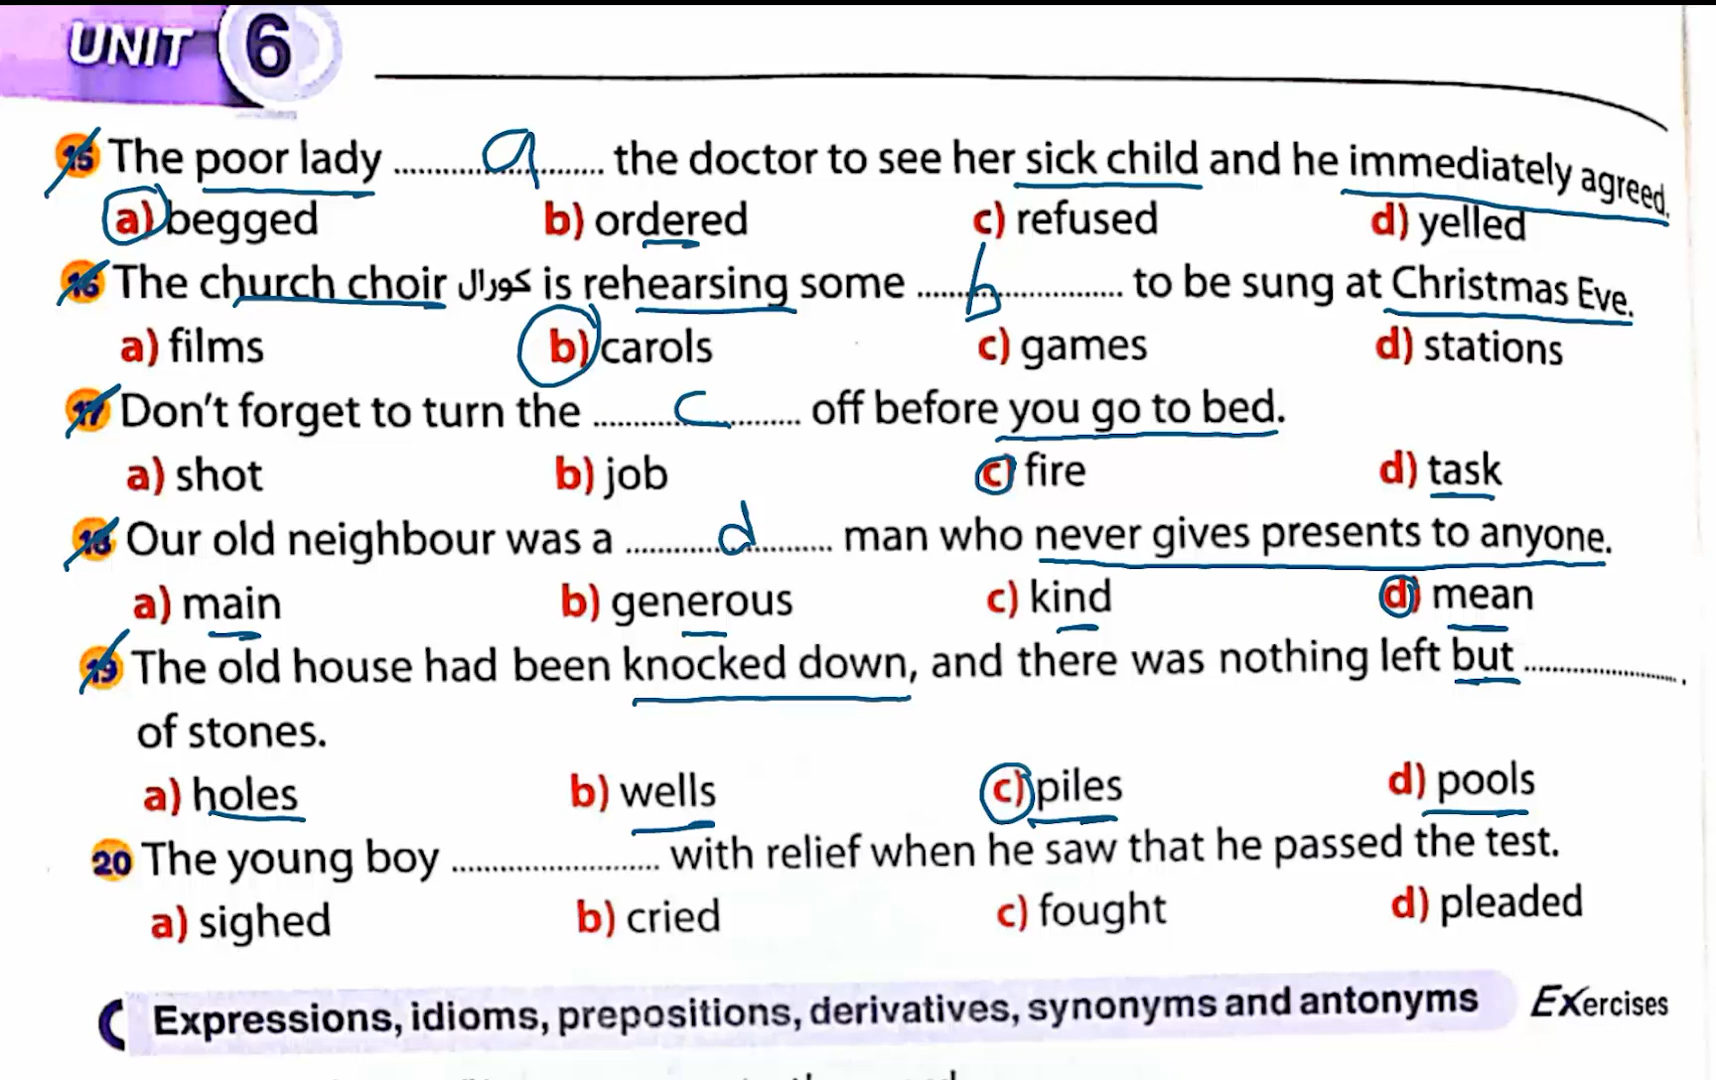 UNIT 6
15 The poor lady ............a............ the doctor to see her sick child and he immediately agreed.
a) begged b) ordered c) refused d) yelled
16 The church choir كورال is rehearsing some ........b............... to be sung at Christmas Eve.
a) films b) carols c) games d) stations
17 Don't forget to turn the ..........c.......... off before you go to bed.
a) shot b) job c) fire d) task
18 Our old neighbour was a ..........d.......... man who never gives presents to anyone.
a) main b) generous c) kind d) mean
19 The old house had been knocked down, and there was nothing left but ........................
of stones.
a) holes b) wells c) piles d) pools
20 The young boy ........................ with relief when he saw that he passed the test.
a) sighed b) cried c) fought d) pleaded
Expressions, idioms, prepositions, derivatives, synonyms and antonyms EXercises